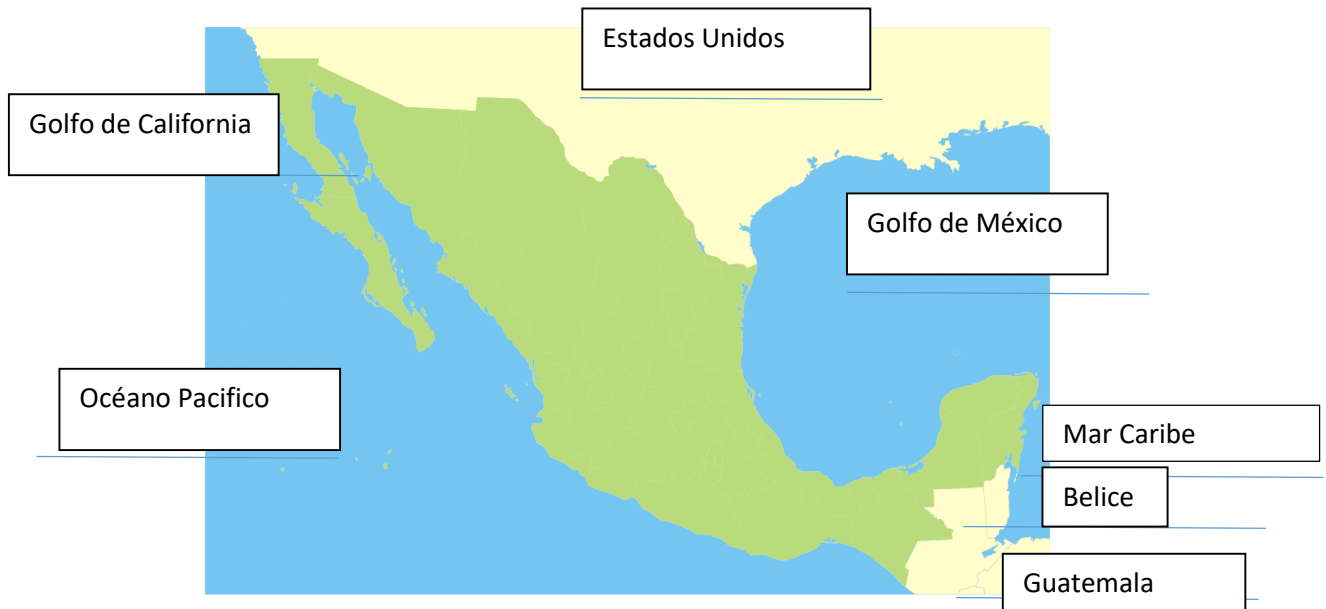 Estados Unidos
Golfo de California
Golfo de México
Océano Pacifico
Mar Caribe
Belice
Guatemala